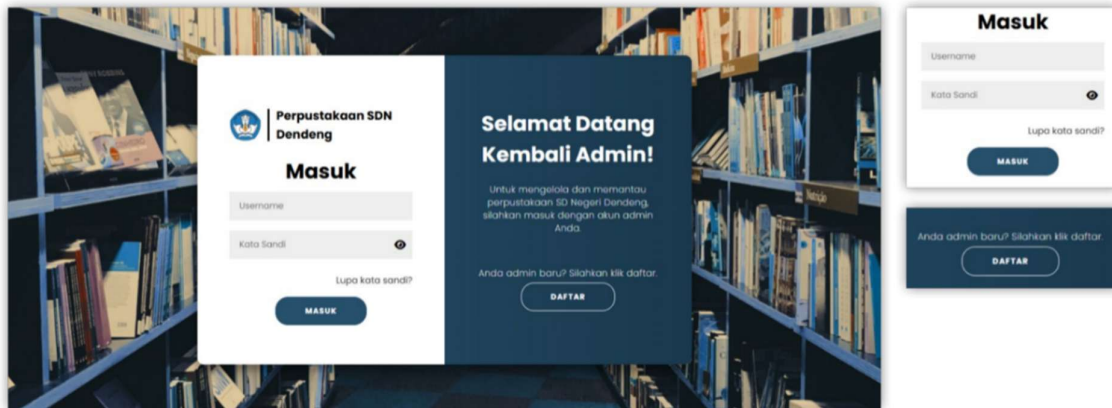 Perpustakaan SDN
Dendeng
Masuk
Username
Kata Sandi
Lupa kata sandi?
MASUK
Selamat Datang
Kembali Admin!
Untuk mengelola dan memantau
perpustakaan SD Negeri Dendeng,
silahkan masuk dengan akun admin
Anda.
Anda admin baru? Silahkan klik daftar.
DAFTAR
Nutrição
Masuk
Username
Kata Sandi
Lupa kata sandi?
MASUK
Anda admin baru? Silahkan klik daftar.
DAFTAR